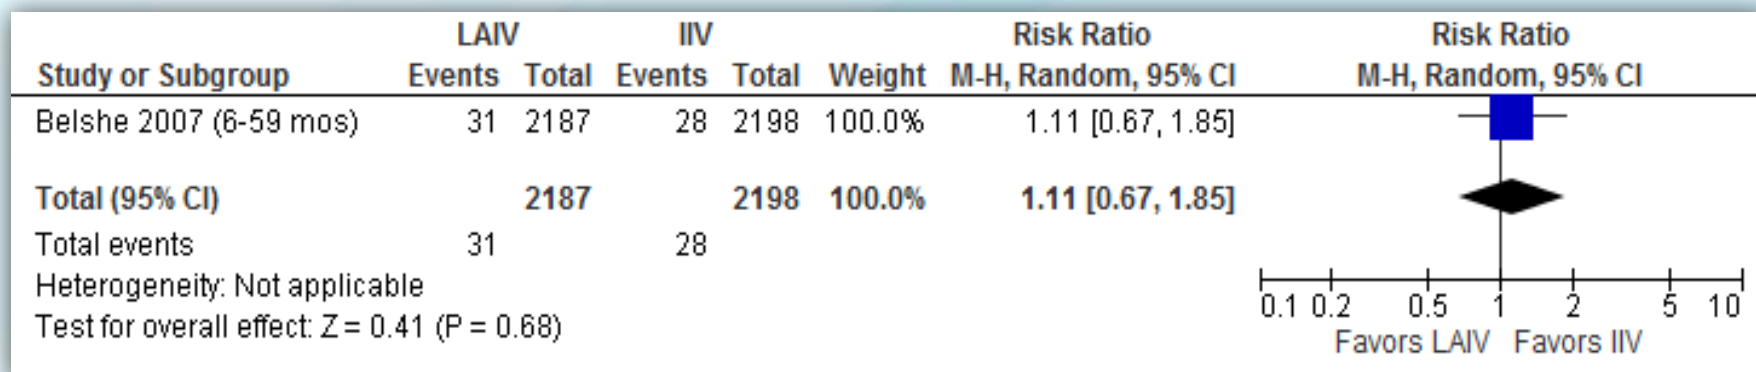 LAIV IIV Risk Ratio Risk Ratio
Study or Subgroup Events Total Events Total Weight M-H, Random, 95% CI M-H, Random, 95% CI
Belshe 2007 (6-59 mos) 31 2187 28 2198 100.0% 1.11 [0.67, 1.85]
Total (95% CI) 2187 2198 100.0% 1.11 [0.67, 1.85]
Total events 31 28
Heterogeneity: Not applicable
Test for overall effect: Z = 0.41 (P = 0.68)
0.1 0.2 0.5 1 2 5 10
Favors LAIV Favors IIV